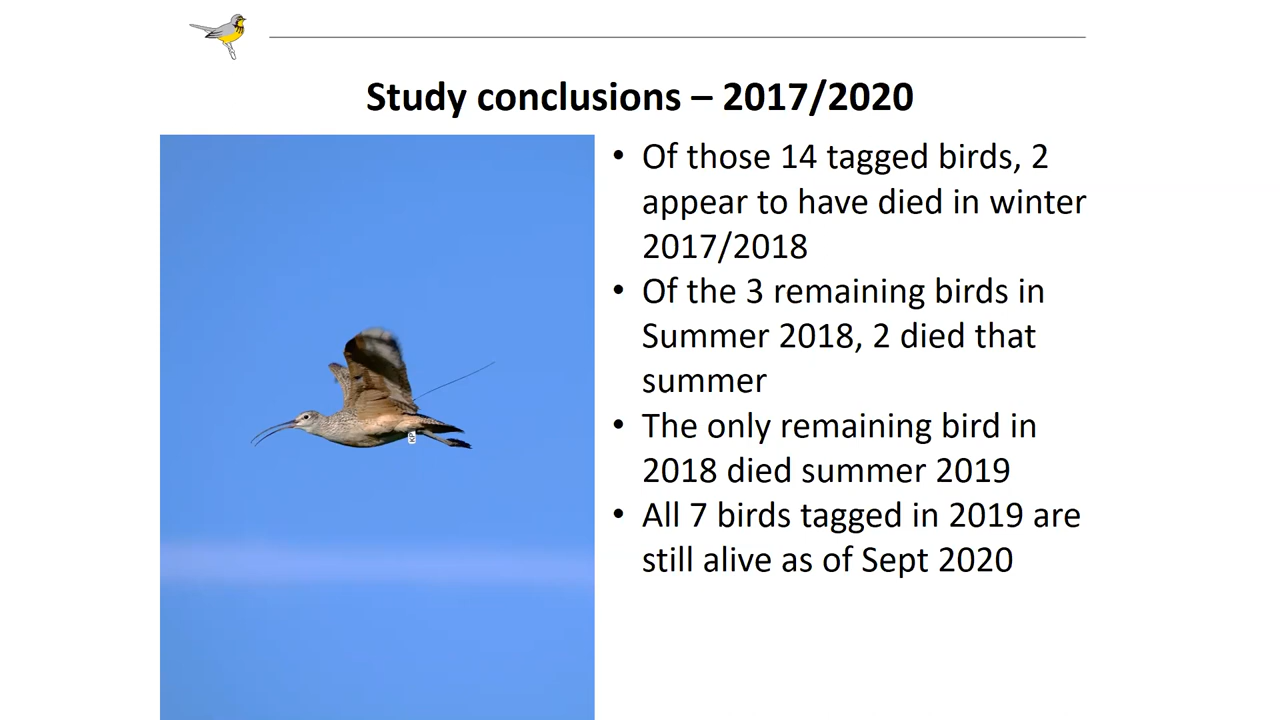 Study conclusions – 2017/2020
• Of those 14 tagged birds, 2
appear to have died in winter
2017/2018
• Of the 3 remaining birds in
Summer 2018, 2 died that
summer
• The only remaining bird in
2018 died summer 2019
• All 7 birds tagged in 2019 are
still alive as of Sept 2020